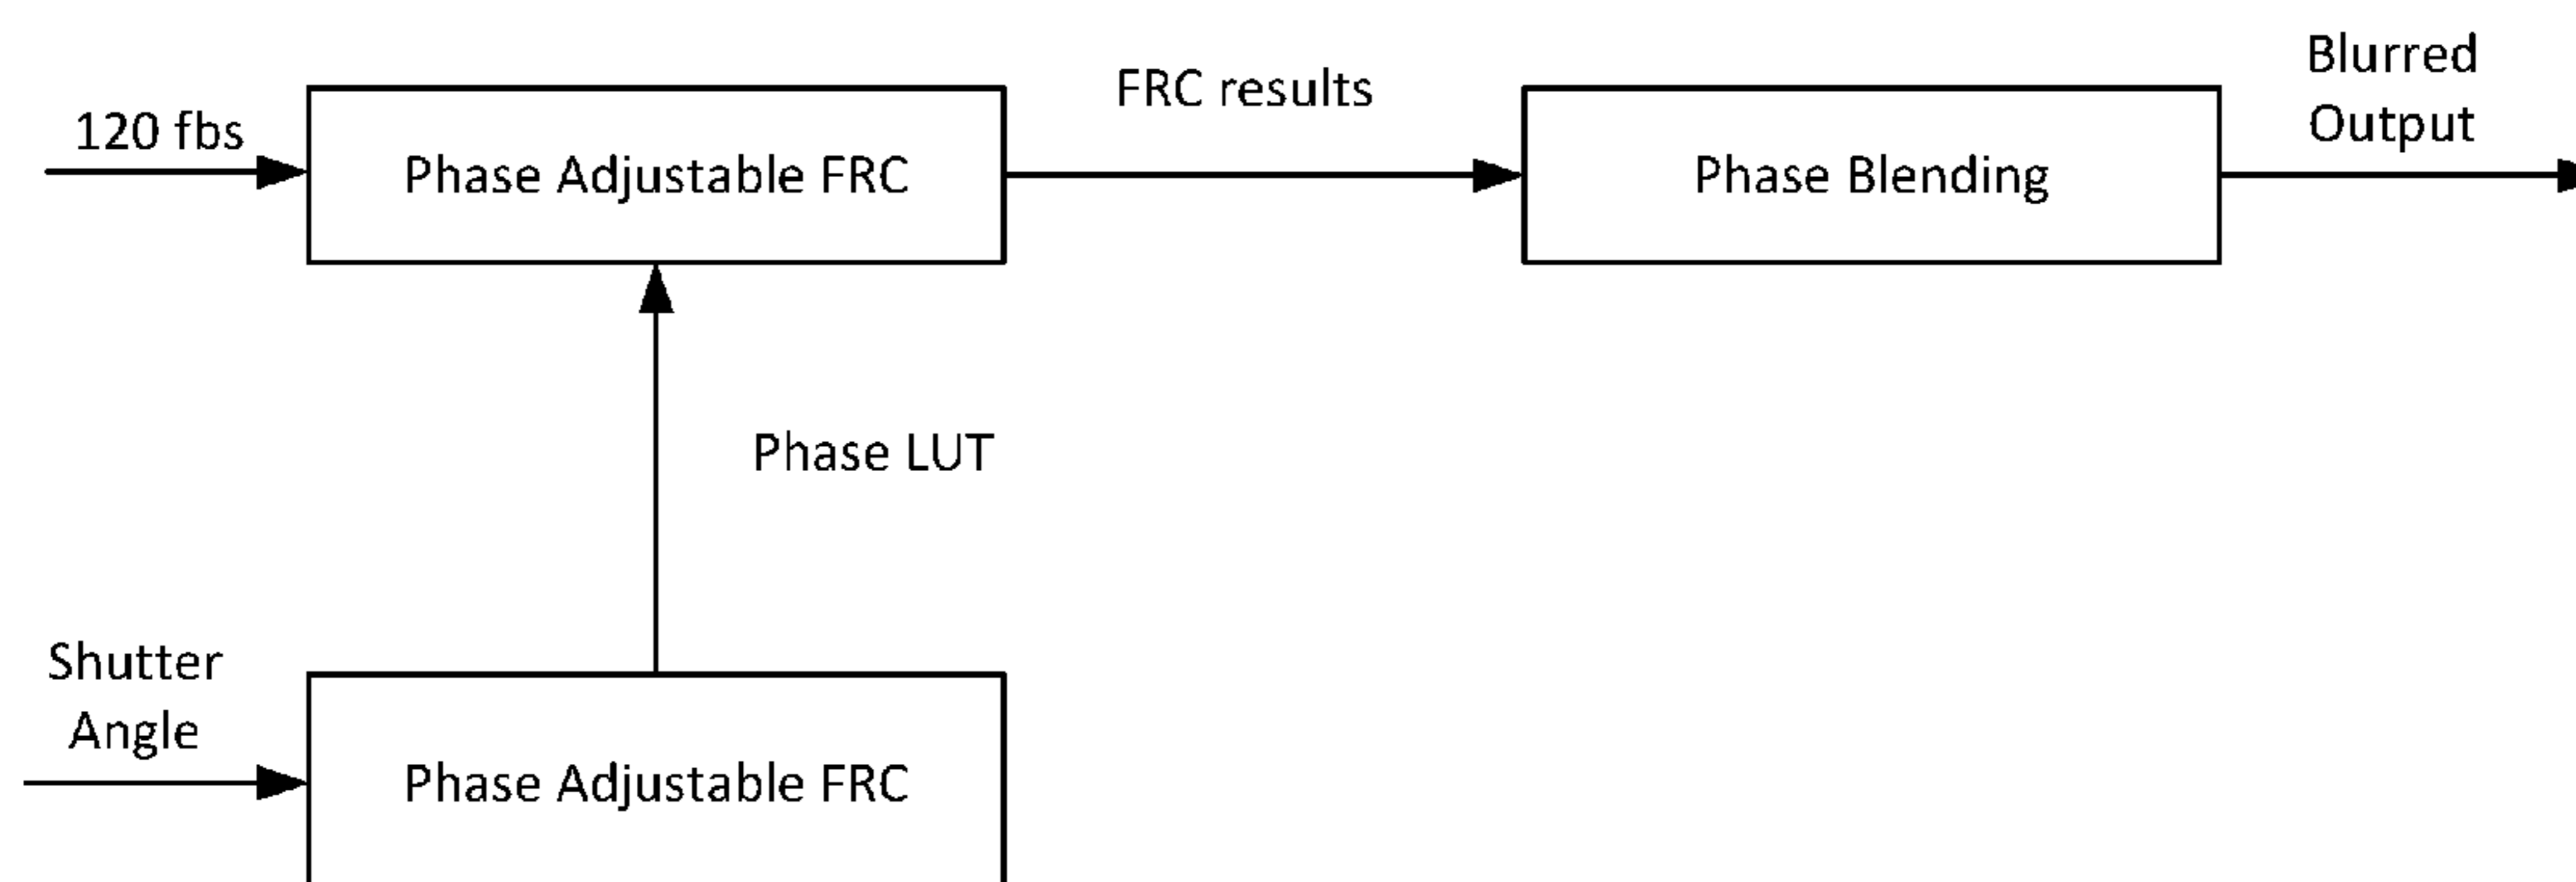 120 fbs
Phase Adjustable FRC
FRC results
Phase Blending
Blurred
Output
Phase LUT
Shutter
Angle
Phase Adjustable FRC